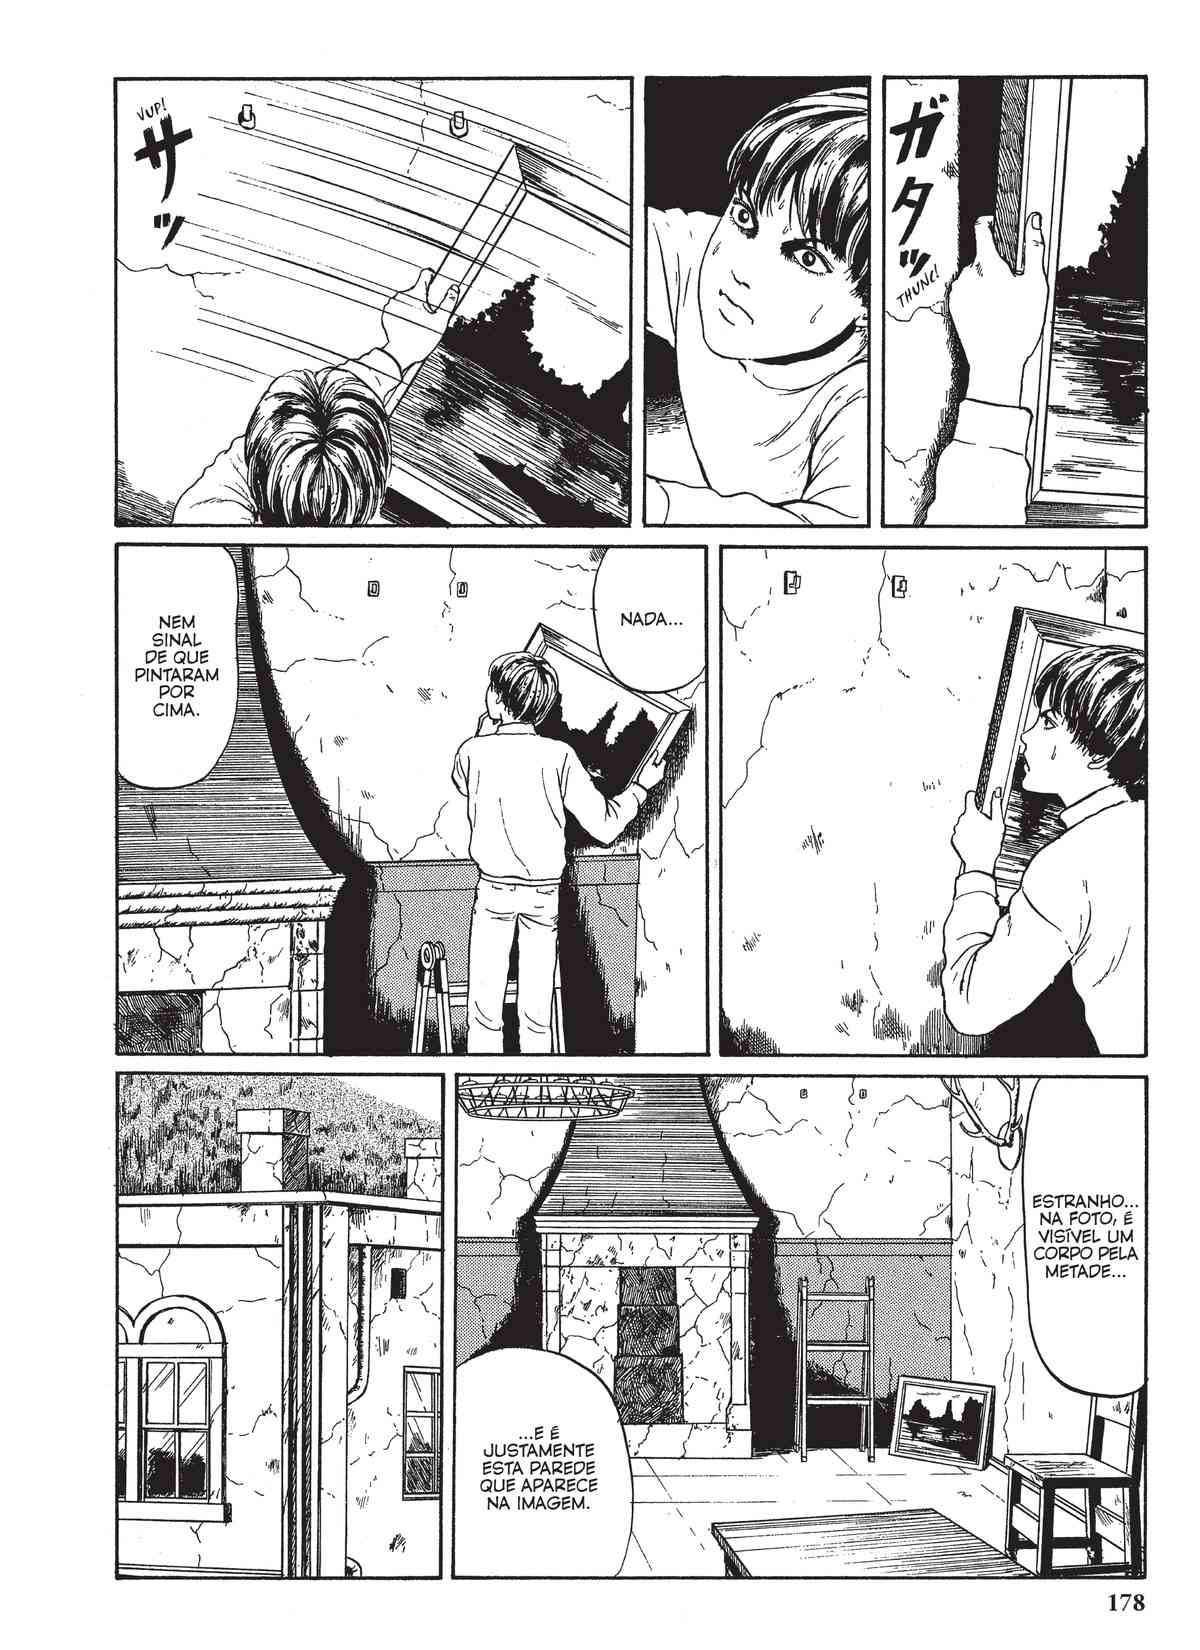 ガタッ
THUNC!
サッ
VUP!
NADA...
NEM
SINAL
DE QUE
PINTARAM
POR
CIMA.
ESTRANHO...
NA FOTO, É
VISÍVEL UM
CORPO PELA
METADE...
...E É
JUSTAMENTE
ESTA PAREDE
QUE APARECE
NA IMAGEM.
178